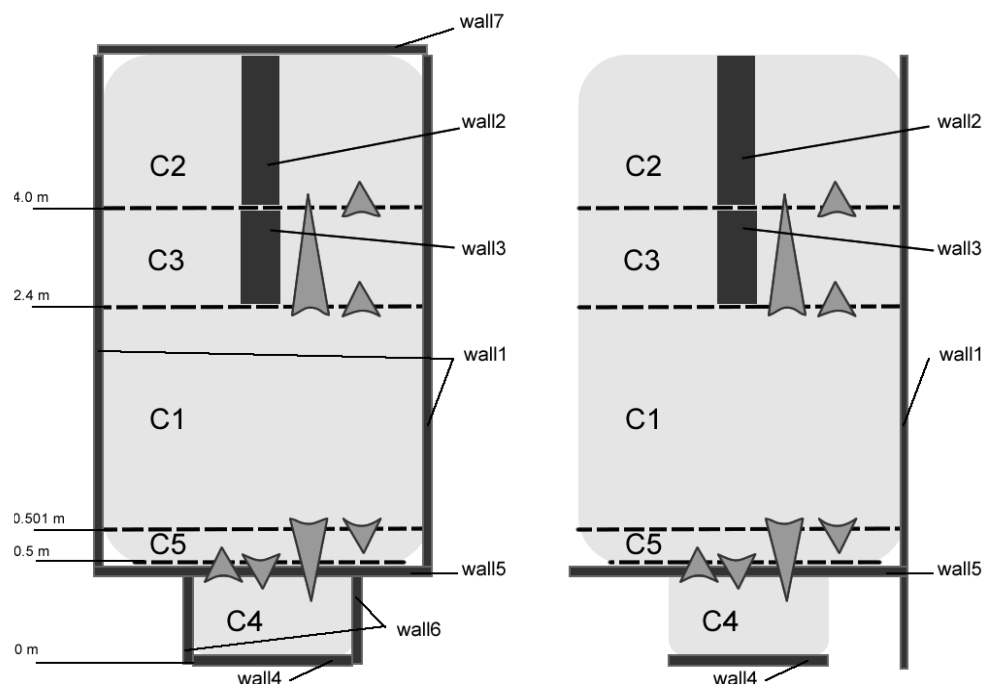 wall7
wall2
C2
4.0 m
wall3
C3
2.4 m
wall1
C1
0.501 m
C5
0.5 m
wall5
C4
wall6
0 m
wall4
wall2
C2
wall3
C3
wall1
C1
C5
wall5
C4
wall4